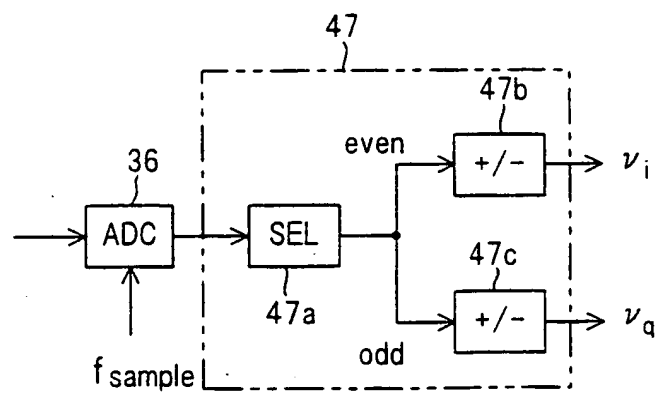 47
47b
even
+/-
νi
36
ADC
SEL
47a
47c
+/-
νq
odd
fsample